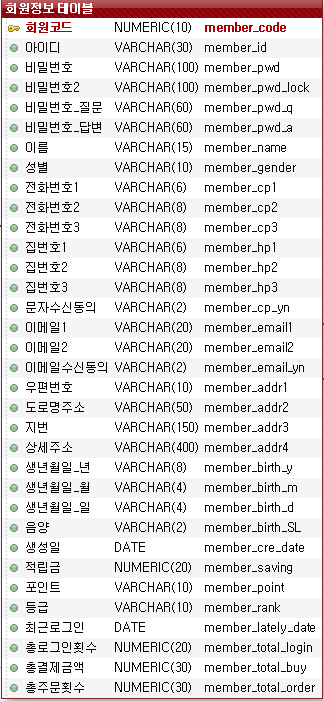 회원정보 테이블
회원코드 NUMERIC(10) member_code
아이디 VARCHAR(30) member_id
비밀번호 VARCHAR(100) member_pwd
비밀번호2 VARCHAR(100) member_pwd_lock
비밀번호_질문 VARCHAR(60) member_pwd_q
비밀번호_답변 VARCHAR(60) member_pwd_a
이름 VARCHAR(15) member_name
성별 VARCHAR(10) member_gender
전화번호1 VARCHAR(6) member_cp1
전화번호2 VARCHAR(8) member_cp2
전화번호3 VARCHAR(8) member_cp3
집번호1 VARCHAR(6) member_hp1
집번호2 VARCHAR(8) member_hp2
집번호3 VARCHAR(8) member_hp3
문자수신동의 VARCHAR(2) member_cp_yn
이메일1 VARCHAR(20) member_email1
이메일2 VARCHAR(20) member_email2
이메일수신동의 VARCHAR(2) member_email_yn
우편번호 VARCHAR(10) member_addr1
도로명주소 VARCHAR(50) member_addr2
지번 VARCHAR(150) member_addr3
상세주소 VARCHAR(400) member_addr4
생년월일_년 VARCHAR(8) member_birth_y
생년월일_월 VARCHAR(4) member_birth_m
생년월일_일 VARCHAR(4) member_birth_d
음양 VARCHAR(2) member_birth_SL
생성일 DATE member_cre_date
적립금 NUMERIC(20) member_saving
포인트 VARCHAR(10) member_point
등급 VARCHAR(10) member_rank
최근로그인 DATE member_lately_date
총로그인횟수 NUMERIC(20) member_total_login
총결제금액 NUMERIC(30) member_total_buy
총주문횟수 NUMERIC(30) member_total_order